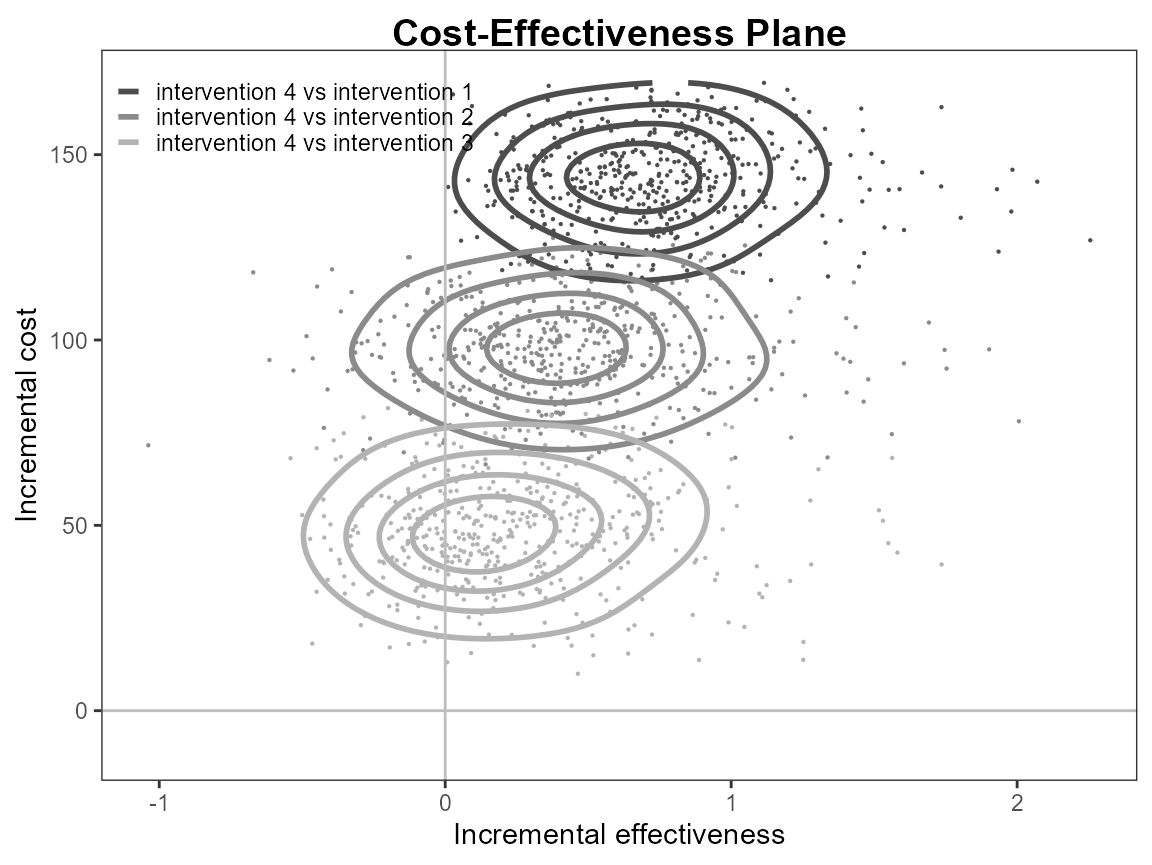 Cost-Effectiveness Plane
intervention 4 vs intervention 1
intervention 4 vs intervention 2
intervention 4 vs intervention 3
150
100
50
0
Incremental cost
-1 0 1 2
Incremental effectiveness